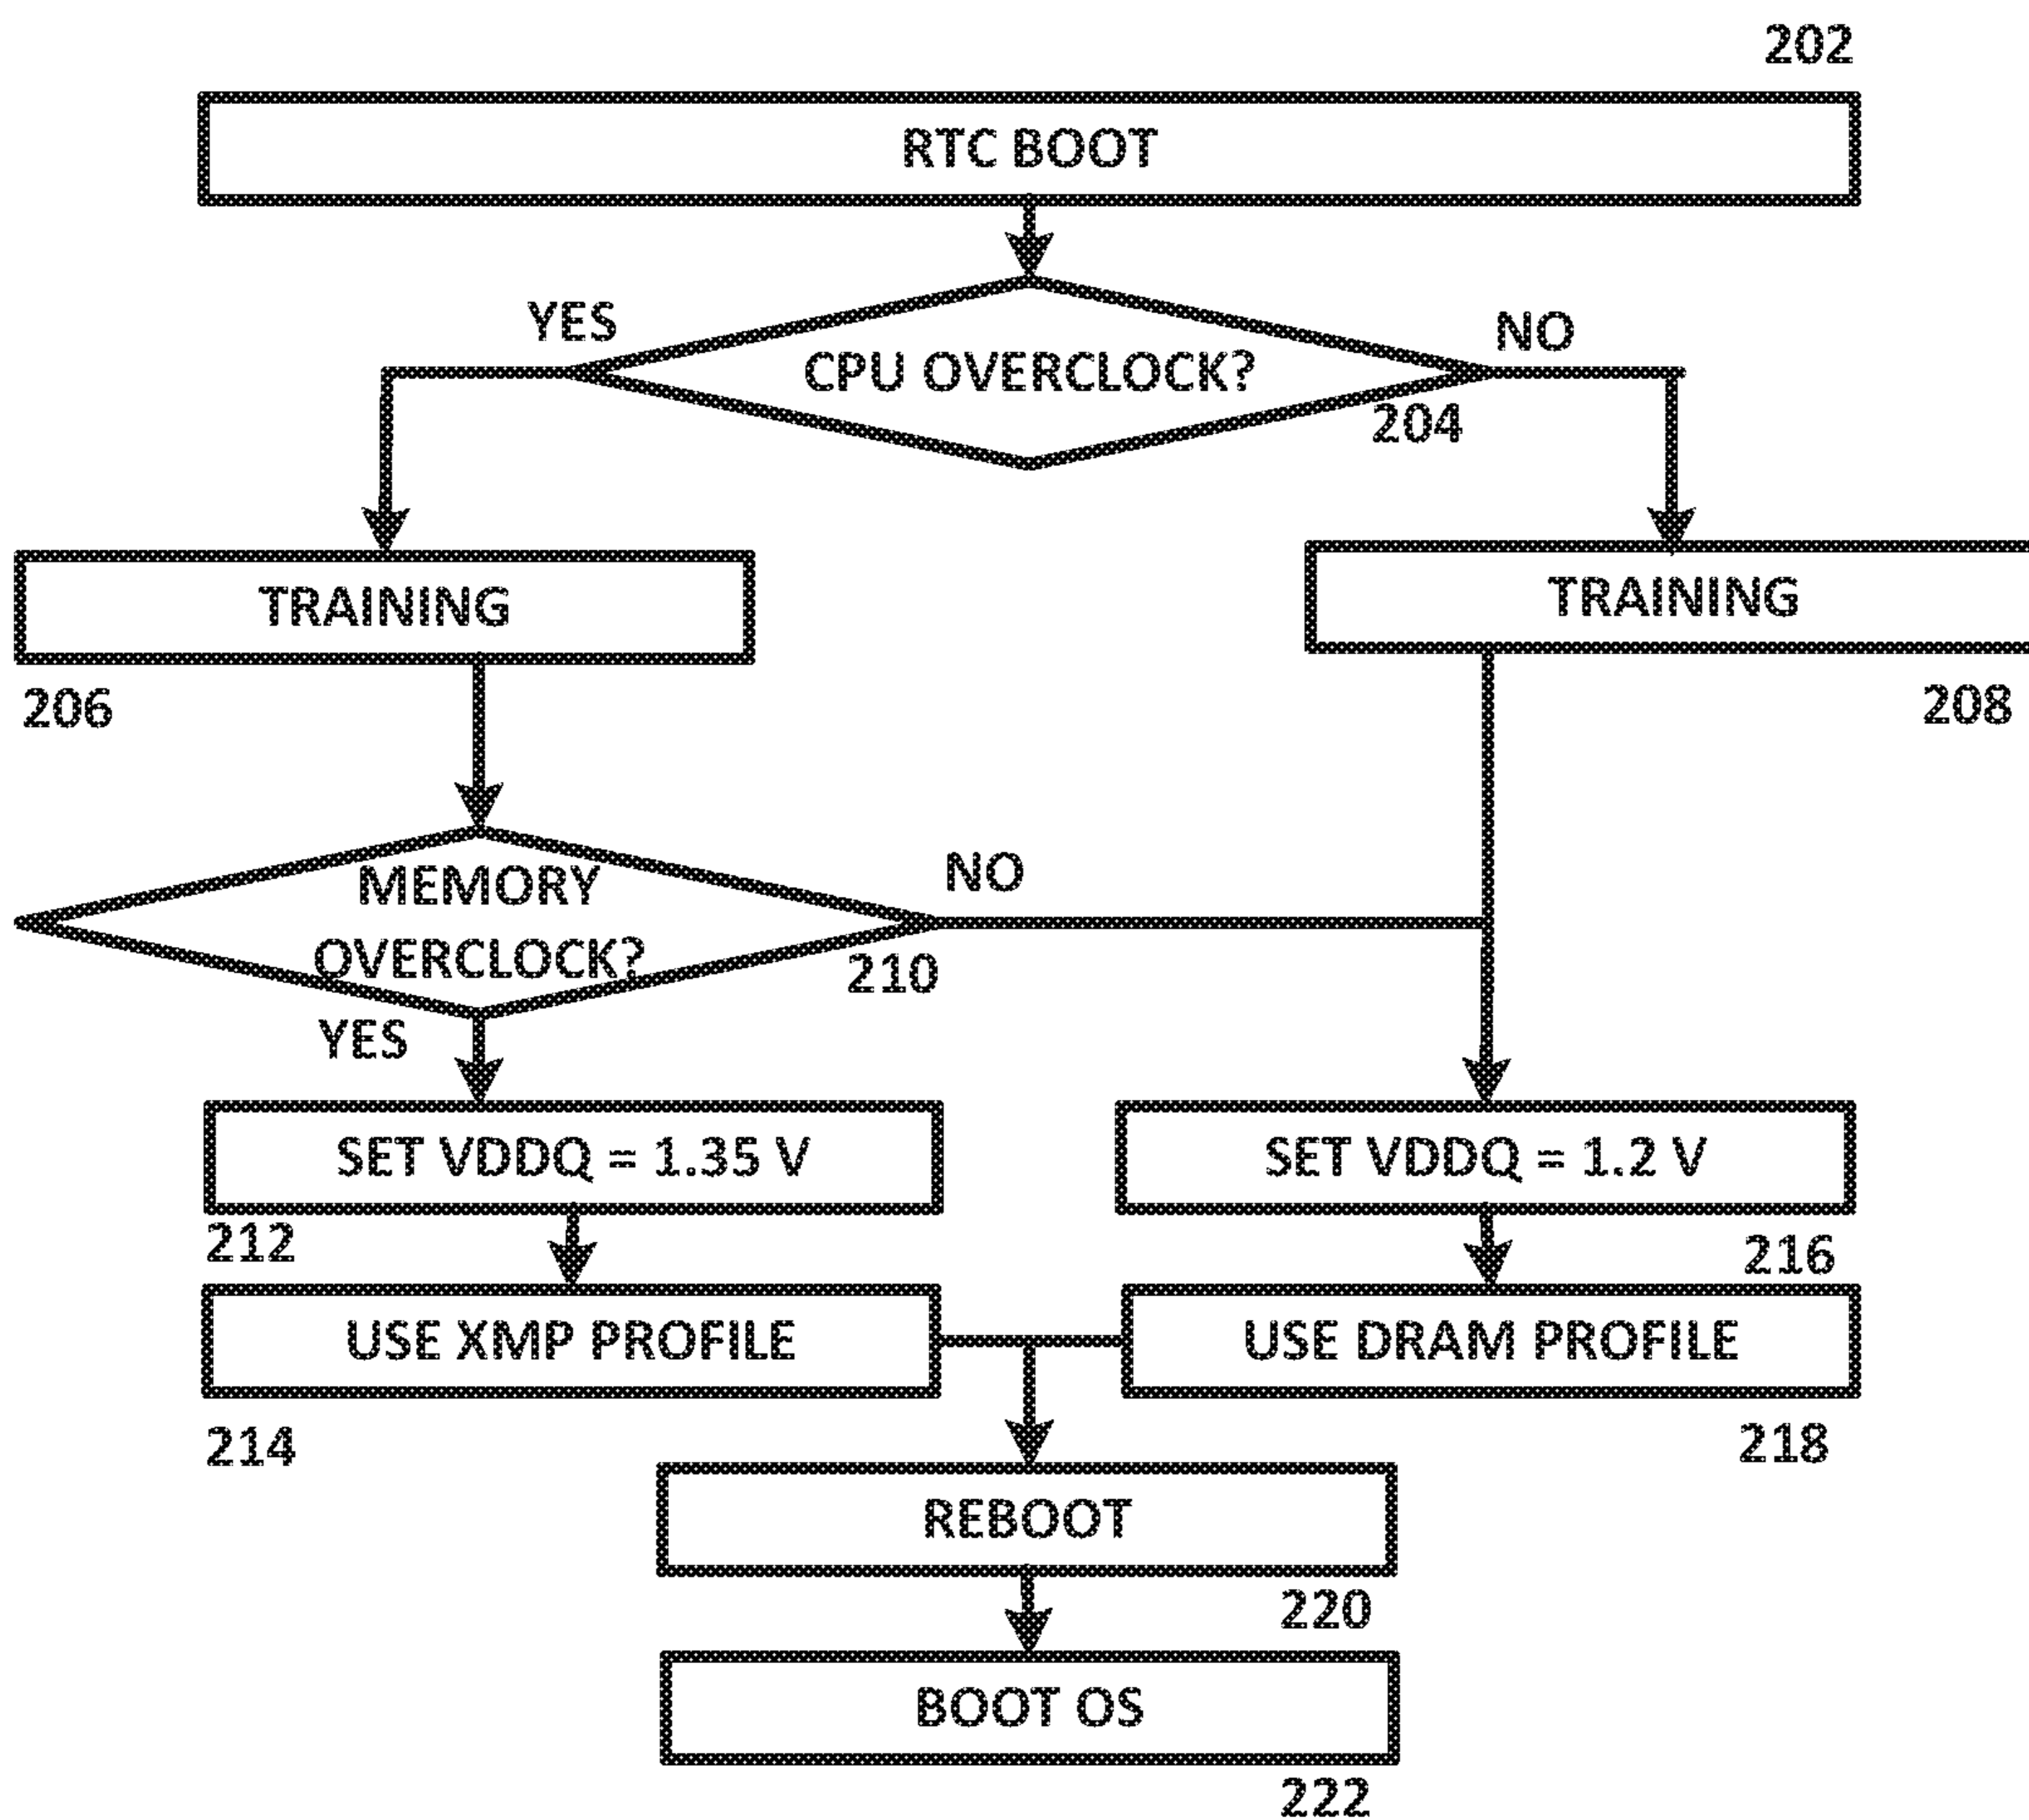 202
RTC BOOT
YES
NO
CPU OVERCLOCK?
204
TRAINING
TRAINING
206
208
MEMORY
OVERCLOCK?
NO
210
YES
SET VDDQ = 1.35 V
SET VDDQ = 1.2 V
212
216
USE XMP PROFILE
USE DRAM PROFILE
214
218
REBOOT
220
BOOT OS
222